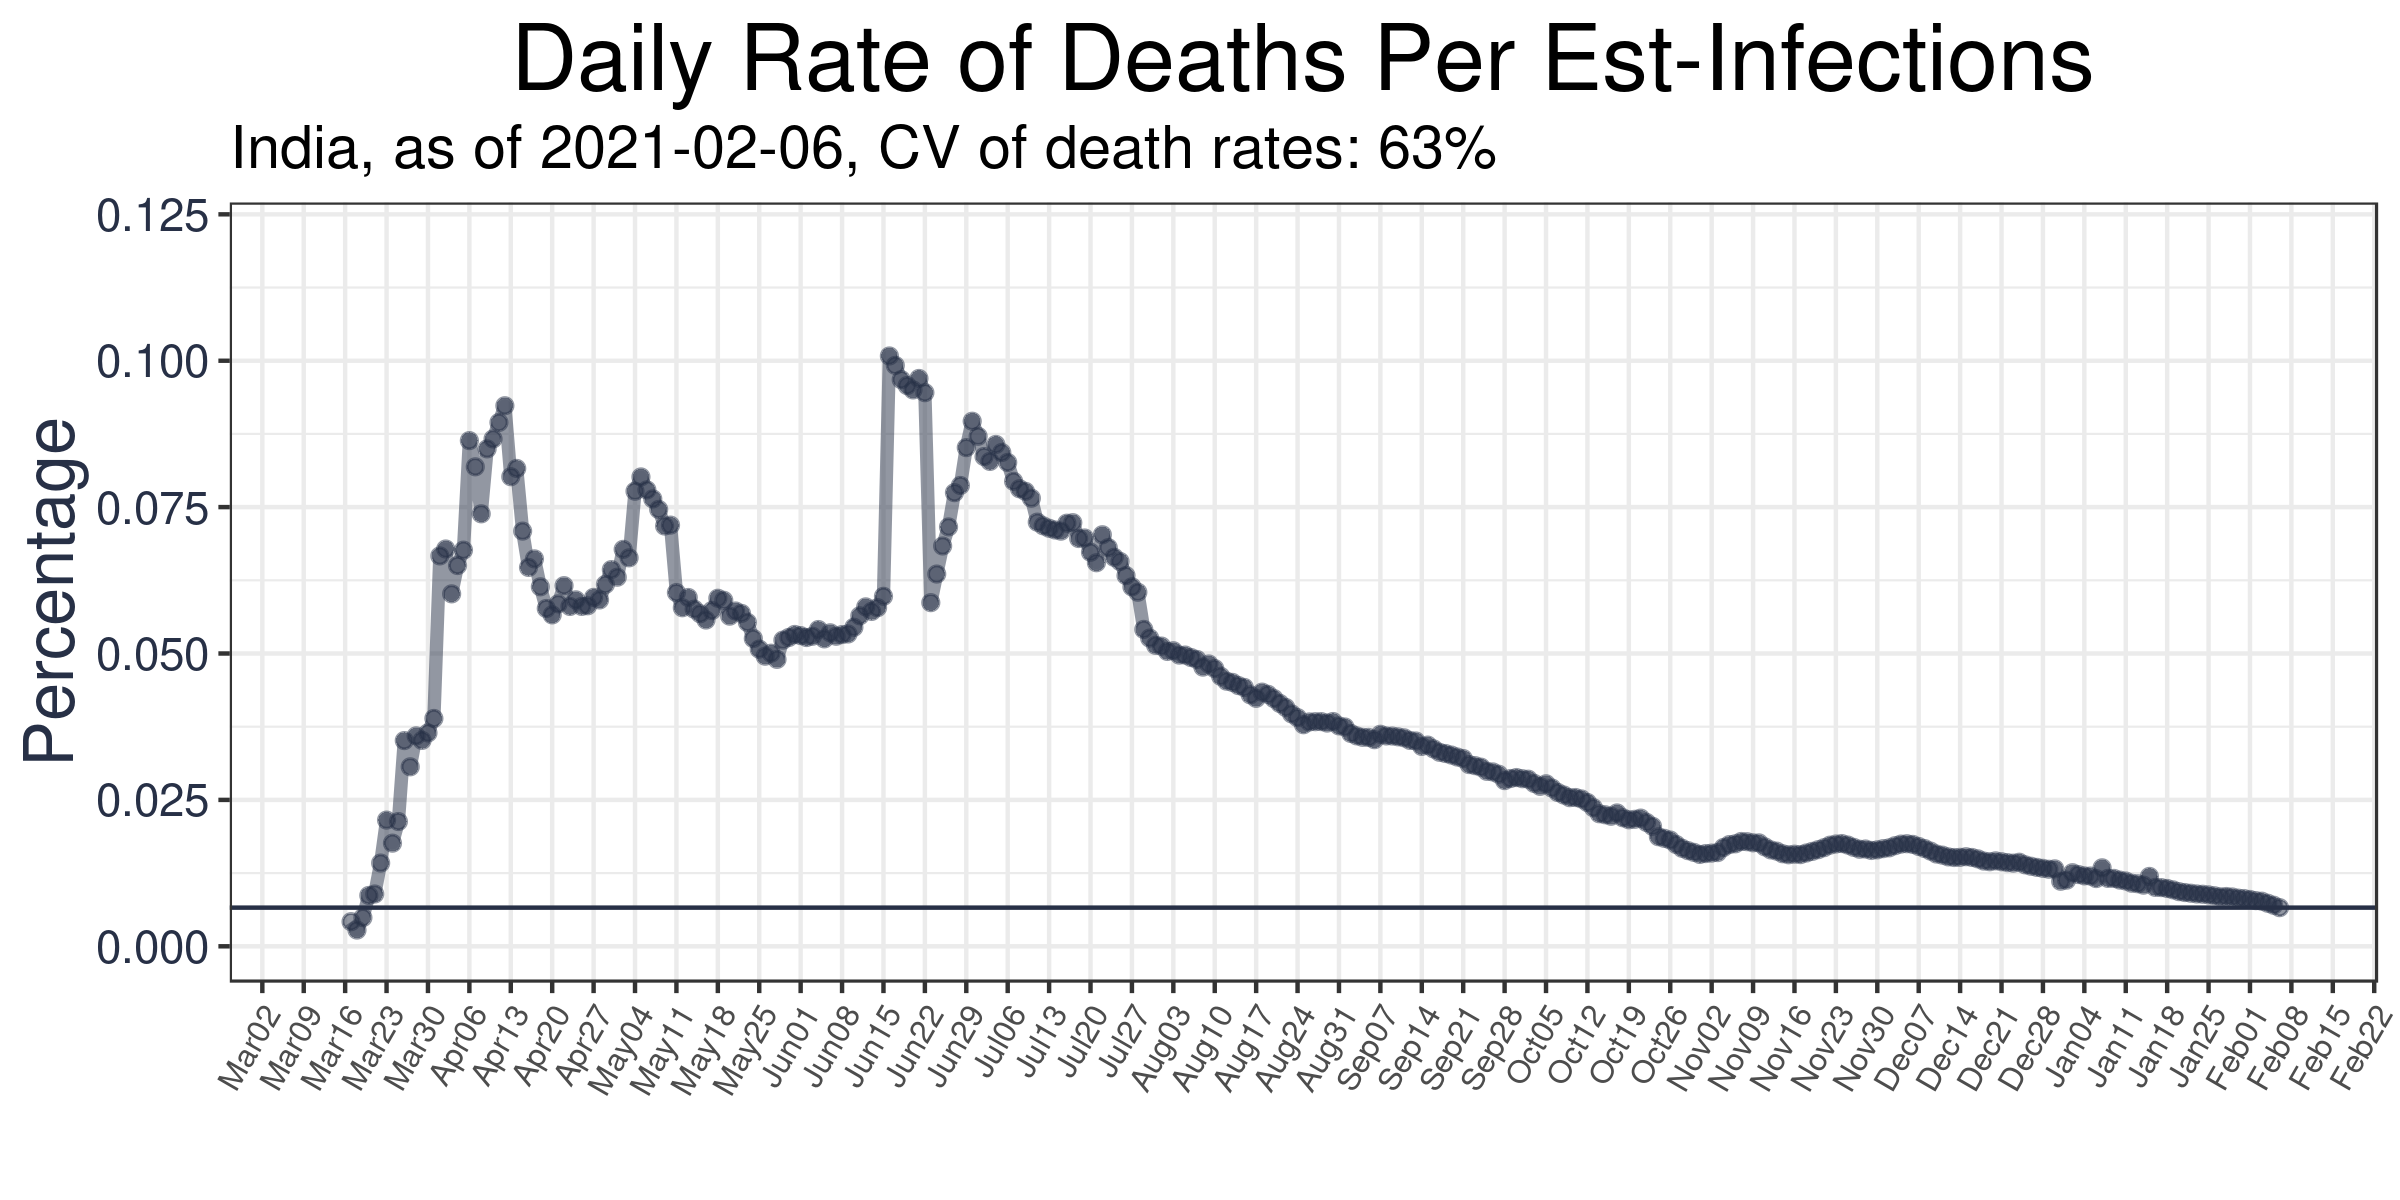 Daily Rate of Deaths Per Est-Infections
India, as of 2021-02-06, CV of death rates: 63%
Percentage
0.125
0.100
0.075
0.050
0.025
0.000
Mar02
Mar09
Mar16
Mar23
Mar30
Apr06
Apr13
Apr20
Apr27
May04
May11
May18
May25
Jun01
Jun08
Jun15
Jun22
Jun29
Jul06
Jul13
Jul20
Jul27
Aug03
Aug10
Aug17
Aug24
Aug31
Sep07
Sep14
Sep21
Sep28
Oct05
Oct12
Oct19
Oct26
Nov02
Nov09
Nov16
Nov23
Nov30
Dec07
Dec14
Dec21
Dec28
Jan04
Jan11
Jan18
Jan25
Feb01
Feb08
Feb15
Feb22